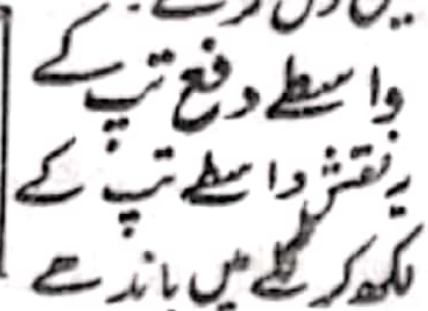 واسطے دفع تپ کے
یہ نقش واسطے تپ کے
لکھ کر گلے میں باندھے